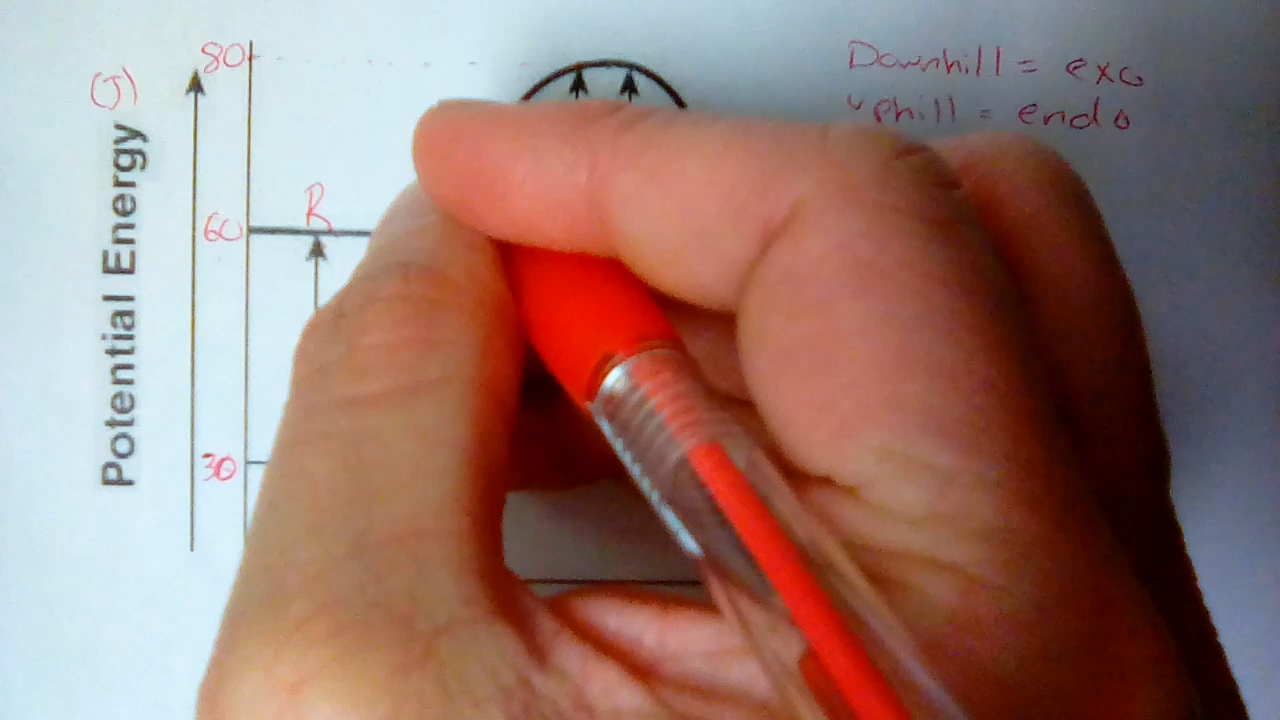 80
(J)
Downhill = exo
uphill = endo
Potential Energy
R
60
30